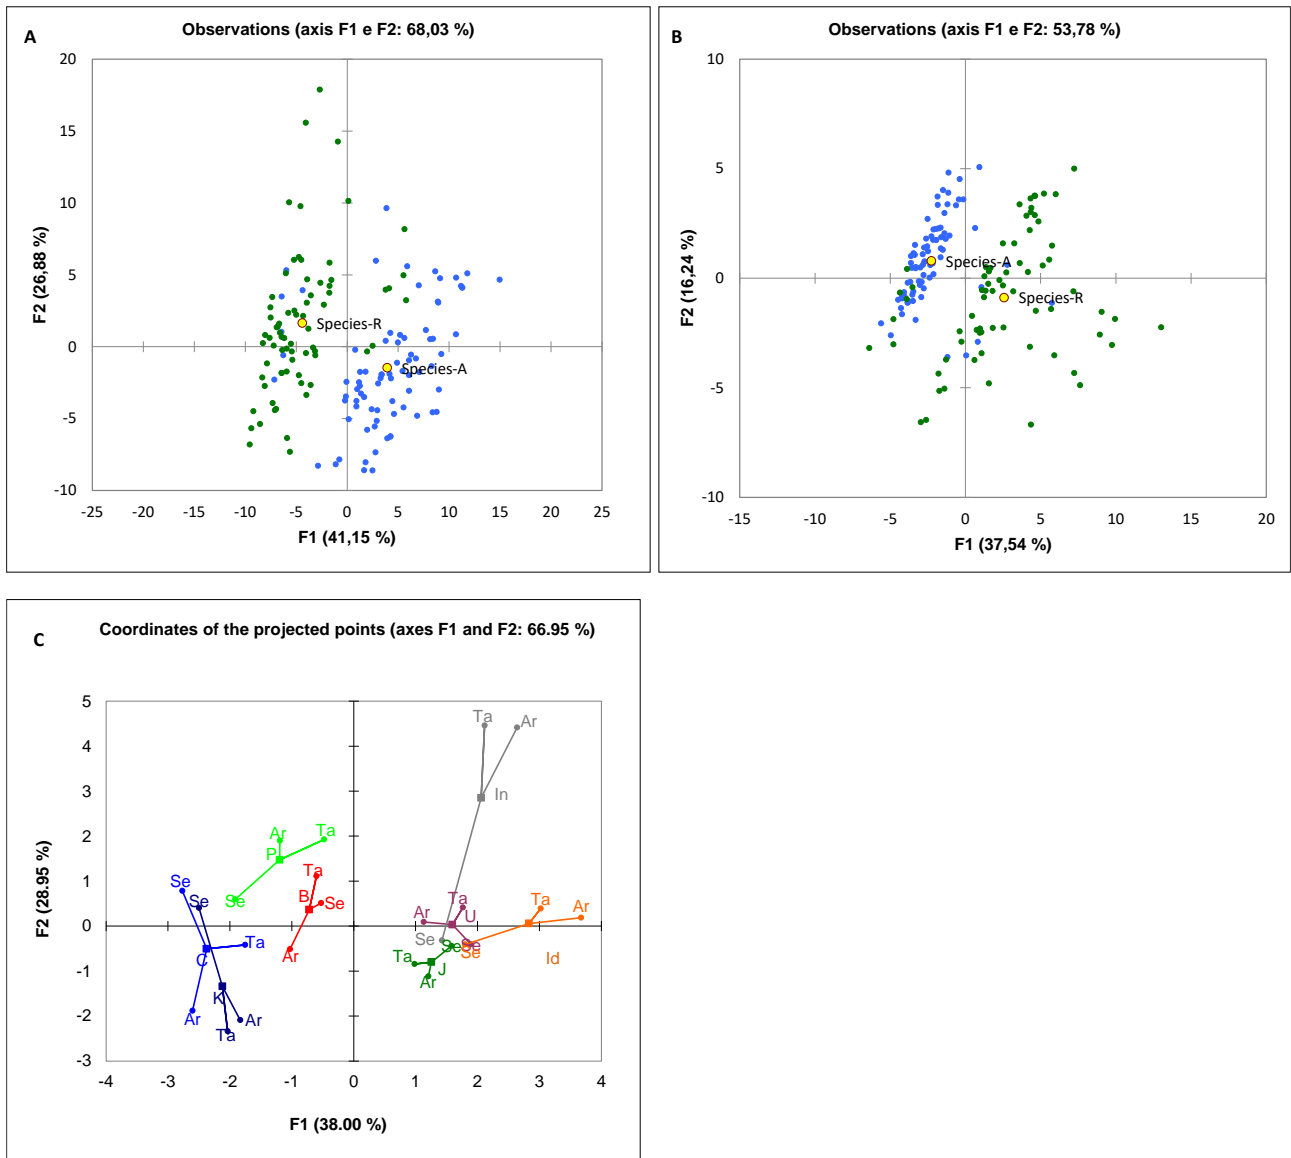 A
Observations (axis F1 e F2: 68,03 %)
20
15
10
5
0
-5
-10
F2 (26,88 %)
Species-R
Species-A
-25 -20 -15 -10 -5 0 5 10 15 20 25
F1 (41,15 %)
B
Observations (axis F1 e F2: 53,78 %)
10
5
0
-5
-10
F2 (16,24 %)
Species-A
Species-R
-15 -10 -5 0 5 10 15 20
F1 (37,54 %)
C
Coordinates of the projected points (axes F1 and F2: 66.95 %)
5
4
3
2
1
0
-1
-2
-3
F2 (28.95 %)
Ta Ar
In
Ar Ta
P
Se
Ta
B
Se
Ar
Se
Se
Ta
C
K
Ar
Ar
Ta
Ar Ta
U
Se
Se
Se
Se
Ta
J
Ar
Ta Ar
Id
-4 -3 -2 -1 0 1 2 3 4
F1 (38.00 %)